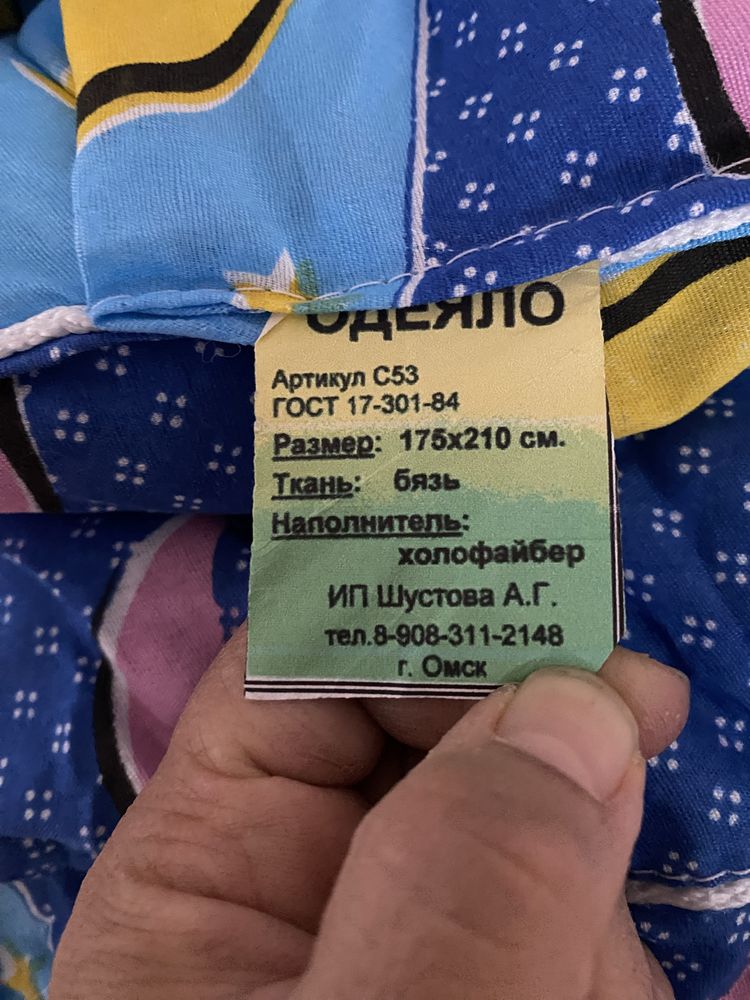 ОДЕЯЛО
Артикул С53
ГОСТ 17-301-84
Размер: 175х210 см.
Ткань: бязь
Наполнитель:
холофайбер
ИП Шустова А.Г.
тел.8-908-311-2148
г. Омск